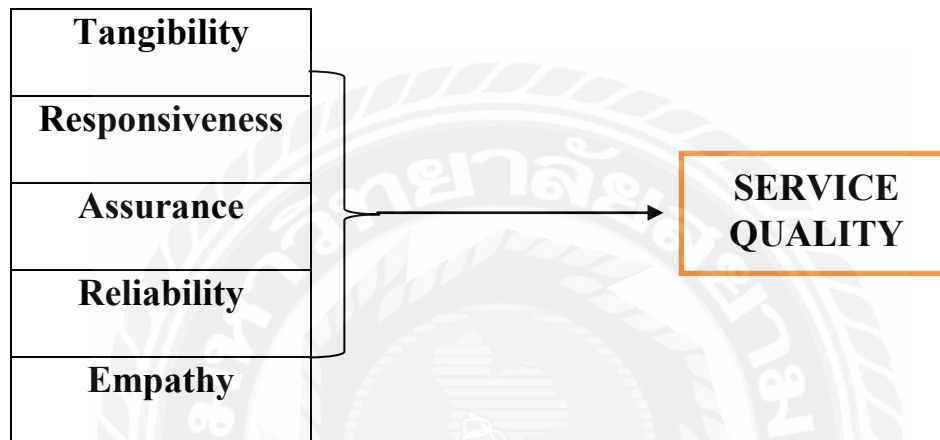 Tangibility
Responsiveness
Assurance
Reliability
Empathy
SERVICE
QUALITY